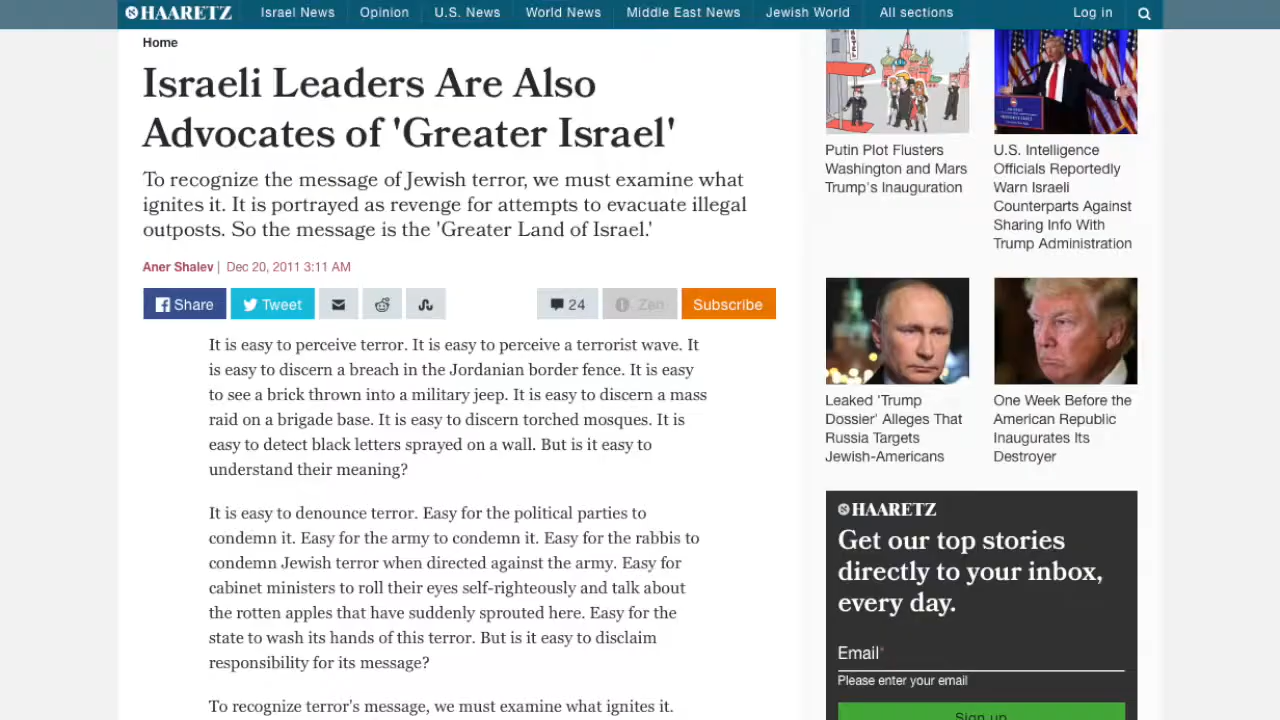 HAARETZ
Israel News
Opinion
U.S. News
World News
Middle East News
Jewish World
All sections
Log in
Home
Israeli Leaders Are Also
Advocates of 'Greater Israel'
To recognize the message of Jewish terror, we must examine what
ignites it. It is portrayed as revenge for attempts to evacuate illegal
outposts. So the message is the 'Greater Land of Israel.'
Aner Shalev | Dec 20, 2011 3:11 AM
Share
Tweet
24
Zen
Subscribe
It is easy to perceive terror. It is easy to perceive a terrorist wave. It
is easy to discern a breach in the Jordanian border fence. It is easy
to see a brick thrown into a military jeep. It is easy to discern a mass
raid on a brigade base. It is easy to discern torched mosques. It is
easy to detect black letters sprayed on a wall. But is it easy to
understand their meaning?
It is easy to denounce terror. Easy for the political parties to
condemn it. Easy for the army to condemn it. Easy for the rabbis to
condemn Jewish terror when directed against the army. Easy for
cabinet ministers to roll their eyes self-righteously and talk about
the rotten apples that have suddenly sprouted here. Easy for the
state to wash its hands of this terror. But is it easy to disclaim
responsibility for its message?
To recognize terror's message, we must examine what ignites it.
Putin Plot Flusters
Washington and Mars
Trump's Inauguration
U.S. Intelligence
Officials Reportedly
Warn Israeli
Counterparts Against
Sharing Info With
Trump Administration
Leaked 'Trump
Dossier' Alleges That
Russia Targets
Jewish-Americans
One Week Before the
American Republic
Inaugurates Its
Destroyer
HAARETZ
Get our top stories
directly to your inbox,
every day.
Email*
Please enter your email
Sign up